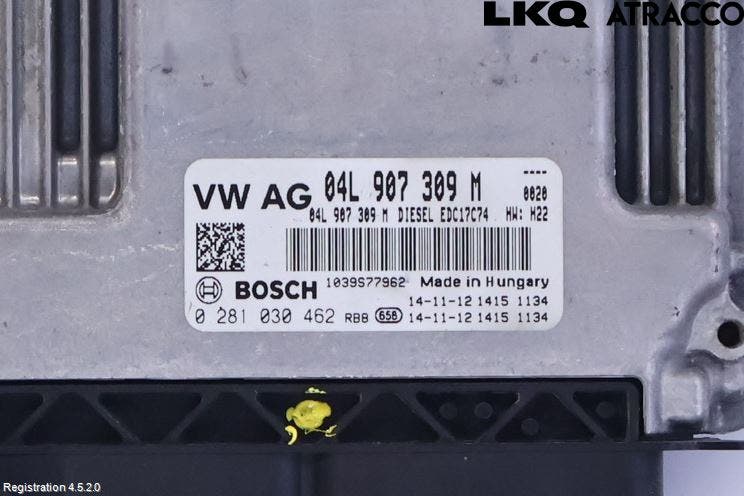 LKQ ATRACCO
VW AG 04L 907 309 M ----
0020
04L 907 309 M DIESEL EDC17C74 HW: H22
1039S77962 Made in Hungary
BOSCH 14-11-12 1415 1134
0 281 030 462 RBB 658 14-11-12 1415 1134
Registration 4.5.2.0